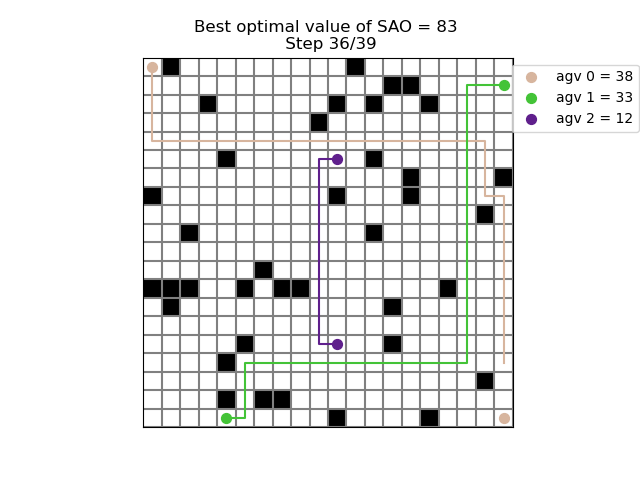 Best optimal value of SAO = 83
Step 36/39
agv 0 = 38
agv 1 = 33
agv 2 = 12